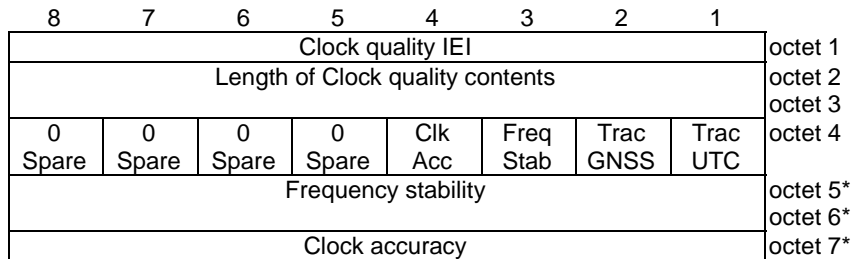 8 7 6 5 4 3 2 1
Clock quality IEI octet 1
Length of Clock quality contents octet 2
octet 3
0 0 0 0 Clk Freq Trac Trac octet 4
Spare Spare Spare Spare Acc Stab GNSS UTC
Frequency stability octet 5*
octet 6*
Clock accuracy octet 7*